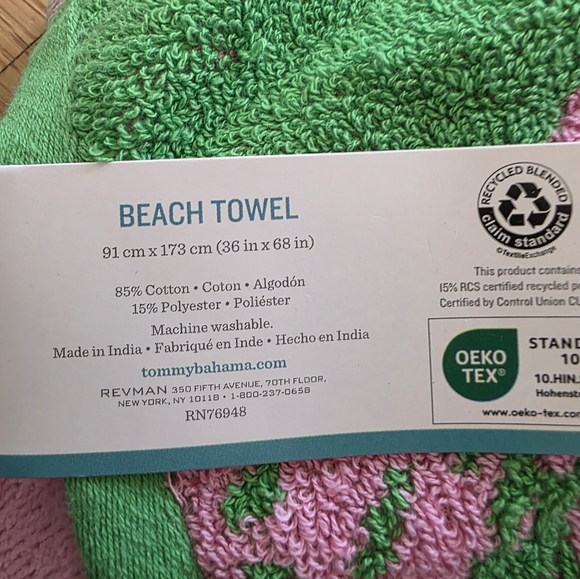 BEACH TOWEL
91 cm x 173 cm (36 in x 68 in)
85% Cotton • Coton • Algodón
15% Polyester • Poliéster
Machine washable.
Made in India • Fabriqué en Inde • Hecho en India
tommybahama.com
REVMAN 350 FIFTH AVENUE, 70TH FLOOR,
NEW YORK, NY 10118 • 1-800-237-0658
RN76948
RECYCLED BLENDED
claim standard
©TextileExchange
This product contains
15% RCS certified recycled
Certified by Control Union
OEKO
TEX®
10.HIN.
www.oeko-tex.com